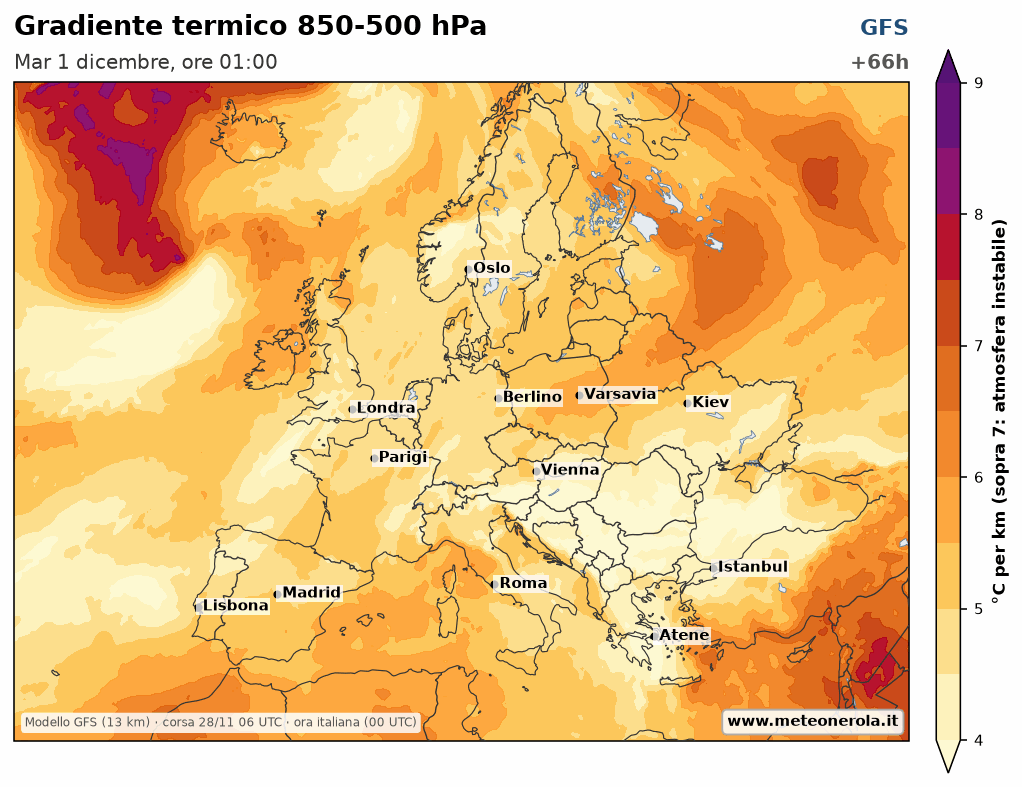 Gradiente termico 850-500 hPa
GFS
Mar 1 dicembre, ore 01:00
+66h
9
8
7
6
5
4
°C per km (sopra 7: atmosfera instabile)
Oslo
Berlino
Varsavia
Kiev
Londra
Parigi
Vienna
Istanbul
Roma
Madrid
Lisbona
Atene
Modello GFS (13 km) · corsa 28/11 06 UTC · ora italiana (00 UTC)
www.meteonerola.it